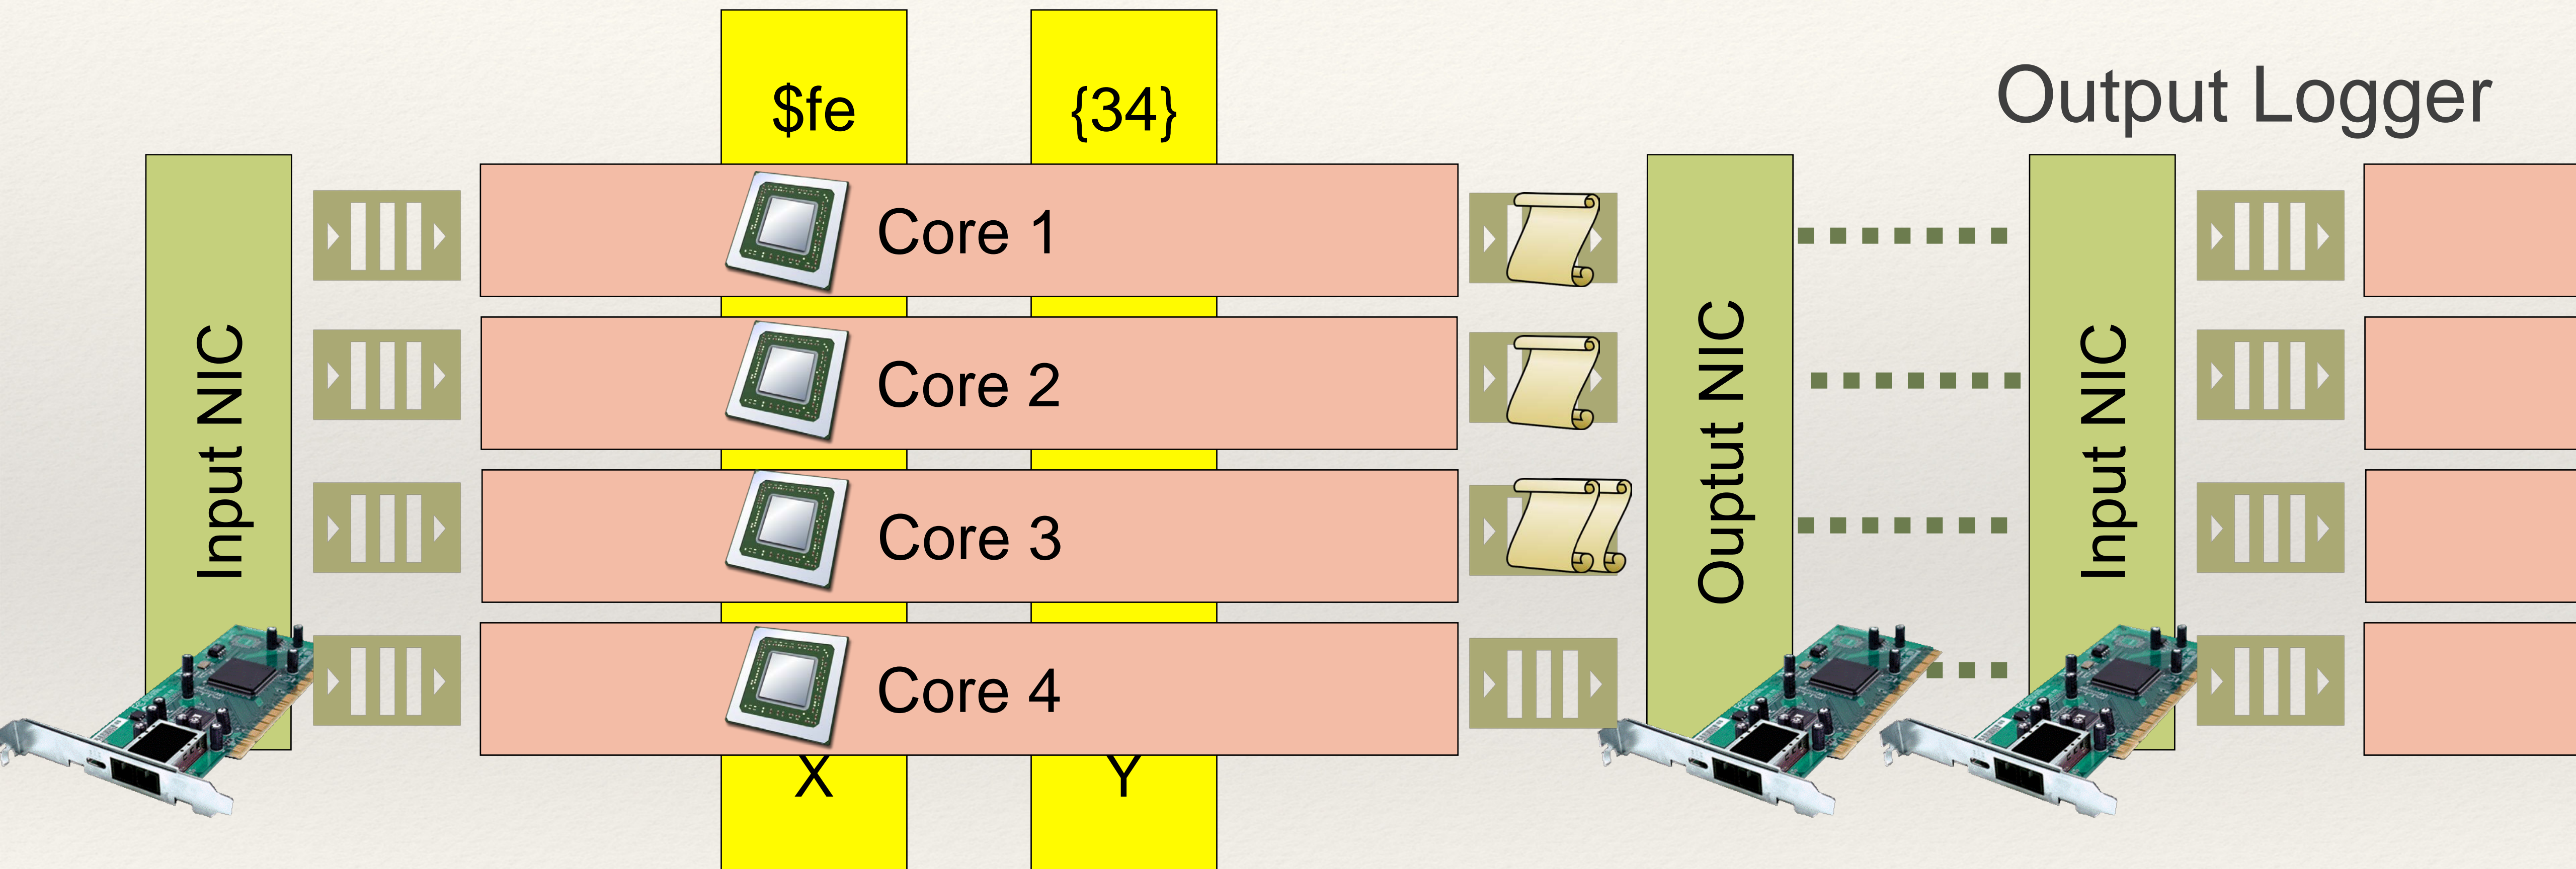 $fe
{34}
Output Logger
Input NIC
Core 1
Core 2
Core 3
Core 4
Ouptut NIC
Input NIC
X
Y